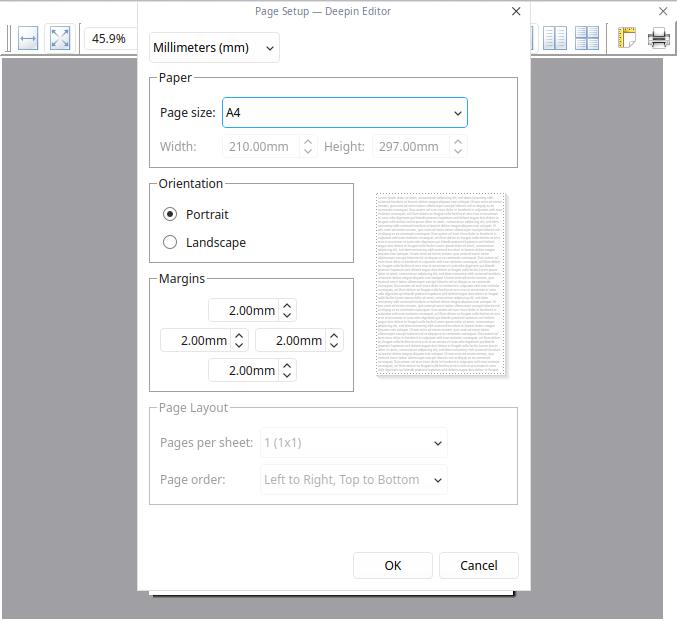 Page Setup — Deepin Editor
45.9%
Millimeters (mm)
Paper
Page size: A4
Width: 210.00mm Height: 297.00mm
Orientation
Portrait
Landscape
Margins
2.00mm
2.00mm 2.00mm
2.00mm
Page Layout
Pages per sheet: 1 (1x1)
Page order: Left to Right, Top to Bottom
OK Cancel